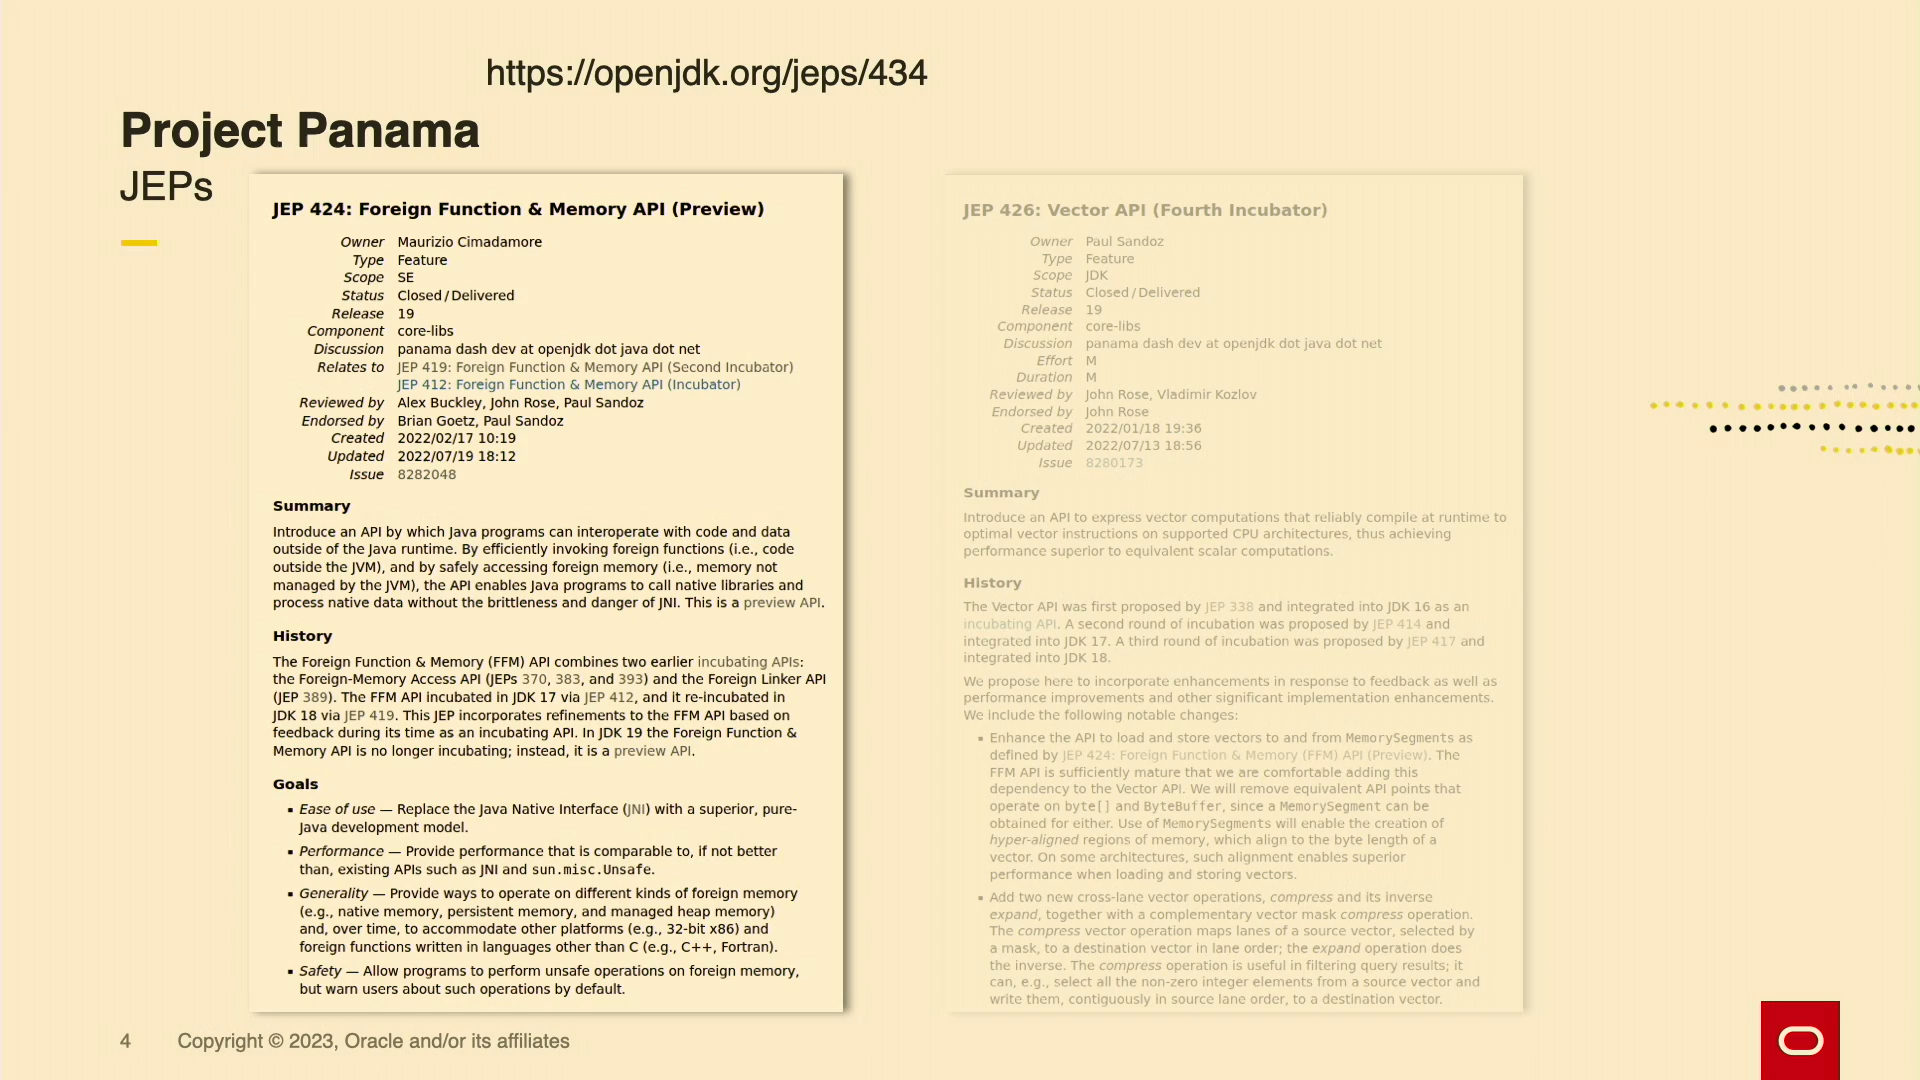 https://openjdk.org/jeps/434
Project Panama
JEPs
JEP 424: Foreign Function & Memory API (Preview)
Owner Maurizio Cimadamore
Type Feature
Scope SE
Status Closed / Delivered
Release 19
Component core-libs
Discussion panama dash dev at openjdk dot java dot net
Relates to JEP 419: Foreign Function & Memory API (Second Incubator)
JEP 412: Foreign Function & Memory API (Incubator)
Reviewed by Alex Buckley, John Rose, Paul Sandoz
Endorsed by Brian Goetz, Paul Sandoz
Created 2022/02/17 10:19
Updated 2022/07/19 18:12
Issue 8282048
Summary
Introduce an API by which Java programs can interoperate with code and data
outside of the Java runtime. By efficiently invoking foreign functions (i.e., code
outside the JVM), and by safely accessing foreign memory (i.e., memory not
managed by the JVM), the API enables Java programs to call native libraries and
process native data without the brittleness and danger of JNI. This is a preview API.
History
The Foreign Function & Memory (FFM) API combines two earlier incubating APIs:
the Foreign-Memory Access API (JEPs 370, 383, and 393) and the Foreign Linker API
(JEP 389). The FFM API incubated in JDK 17 via JEP 412, and it re-incubated in
JDK 18 via JEP 419. This JEP incorporates refinements to the FFM API based on
feedback during its time as an incubating API. In JDK 19 the Foreign Function &
Memory API is no longer incubating; instead, it is a preview API.
Goals
▪ Ease of use — Replace the Java Native Interface (JNI) with a superior, pure-
Java development model.
▪ Performance — Provide performance that is comparable to, if not better
than, existing APIs such as JNI and sun.misc.Unsafe.
▪ Generality — Provide ways to operate on different kinds of foreign memory
(e.g., native memory, persistent memory, and managed heap memory)
and, over time, to accommodate other platforms (e.g., 32-bit x86) and
foreign functions written in languages other than C (e.g., C++, Fortran).
▪ Safety — Allow programs to perform unsafe operations on foreign memory,
but warn users about such operations by default.
JEP 426: Vector API (Fourth Incubator)
Owner Paul Sandoz
Type Feature
Scope JDK
Status Closed / Delivered
Release 19
Component core-libs
Discussion panama dash dev at openjdk dot java dot net
Effort M
Duration M
Reviewed by John Rose, Vladimir Kozlov
Endorsed by John Rose
Created 2022/01/18 19:36
Updated 2022/07/13 18:56
Issue 8280173
Summary
Introduce an API to express vector computations that reliably compile at runtime to
optimal vector instructions on supported CPU architectures, thus achieving
performance superior to equivalent scalar computations.
History
The Vector API was first proposed by JEP 338 and integrated into JDK 16 as an
incubating API. A second round of incubation was proposed by JEP 414 and
integrated into JDK 17. A third round of incubation was proposed by JEP 417 and
integrated into JDK 18.
We propose here to incorporate enhancements in response to feedback as well as
performance improvements and other significant implementation enhancements.
We include the following notable changes:
▪ Enhance the API to load and store vectors to and from MemorySegments as
defined by JEP 424: Foreign Function & Memory (FFM) API (Preview). The
FFM API is sufficiently mature that we are comfortable adding this
dependency to the Vector API. We will remove equivalent API points that
operate on byte[] and ByteBuffer, since a MemorySegment can be
obtained for either. Use of MemorySegments will enable the creation of
hyper-aligned regions of memory, which align to the byte length of a
vector. On some architectures, such alignment enables superior
performance when loading and storing vectors.
▪ Add two new cross-lane vector operations, compress and its inverse
expand, together with a complementary vector mask compress operation.
The compress vector operation maps lanes of a source vector, selected by
a mask, to a destination vector in lane order; the expand operation does
the inverse. The compress operation is useful in filtering query results; it
can, e.g., select all the non-zero integer elements from a source vector and
write them, contiguously in source lane order, to a destination vector.
4 Copyright © 2023, Oracle and/or its affiliates